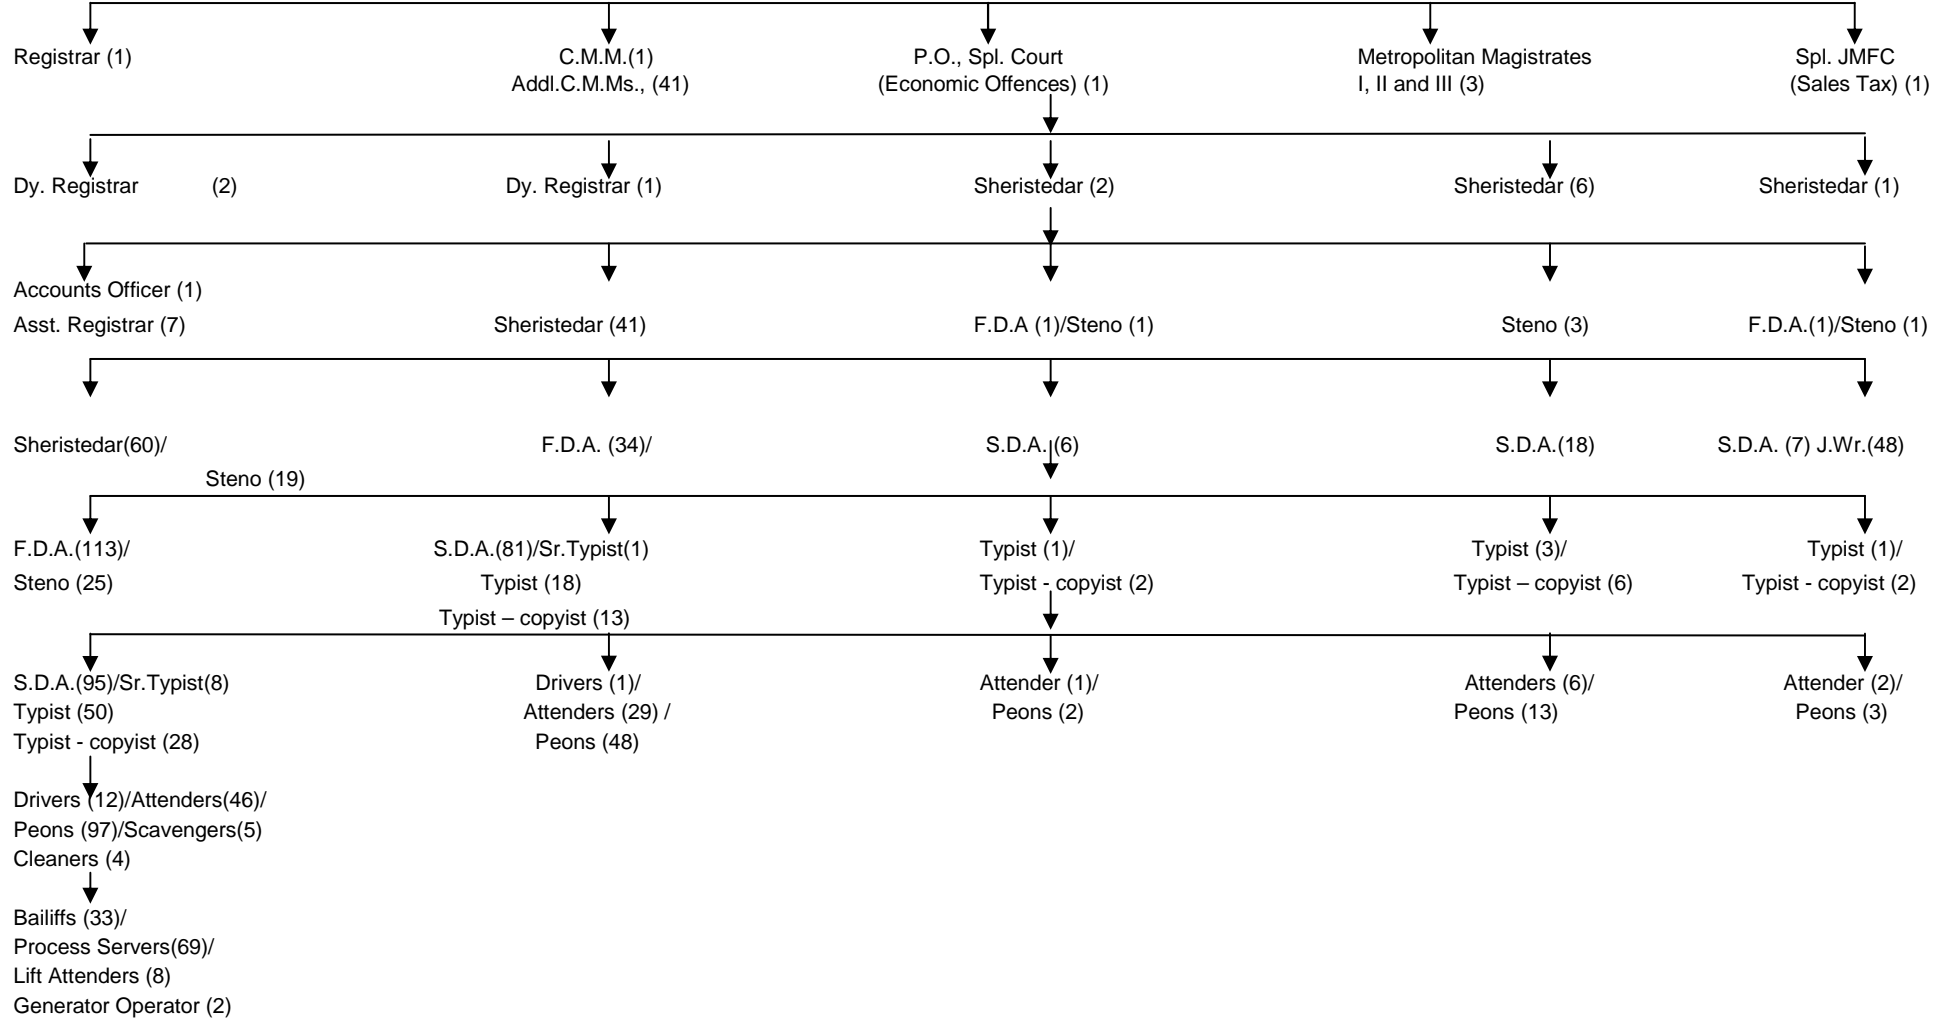 Registrar (1) C.M.M.(1) P.O., Spl. Court Metropolitan Magistrates Spl. JMFC
Addl.C.M.Ms., (41) (Economic Offences) (1) I, II and III (3) (Sales Tax) (1)
Dy. Registrar (2) Dy. Registrar (1) Sheristedar (2) Sheristedar (6) Sheristedar (1)
Accounts Officer (1)
Asst. Registrar (7) Sheristedar (41) F.D.A (1)/Steno (1) Steno (3) F.D.A.(1)/Steno (1)
Sheristedar(60)/ F.D.A. (34)/ S.D.A. (6) S.D.A.(18) S.D.A. (7) J.Wr.(48)
Steno (19)
F.D.A.(113)/ S.D.A.(81)/Sr.Typist(1) Typist (1)/ Typist (3)/ Typist (1)/
Steno (25) Typist (18) Typist - copyist (2) Typist – copyist (6) Typist - copyist (2)
Typist – copyist (13)
S.D.A.(95)/Sr.Typist(8) Drivers (1)/ Attender (1)/ Attenders (6)/ Attender (2)/
Typist (50) Attenders (29) / Peons (2) Peons (13) Peons (3)
Typist - copyist (28) Peons (48)
Drivers (12)/Attenders(46)/
Peons (97)/Scavengers(5)
Cleaners (4)
Bailiffs (33)/
Process Servers(69)/
Lift Attenders (8)
Generator Operator (2)